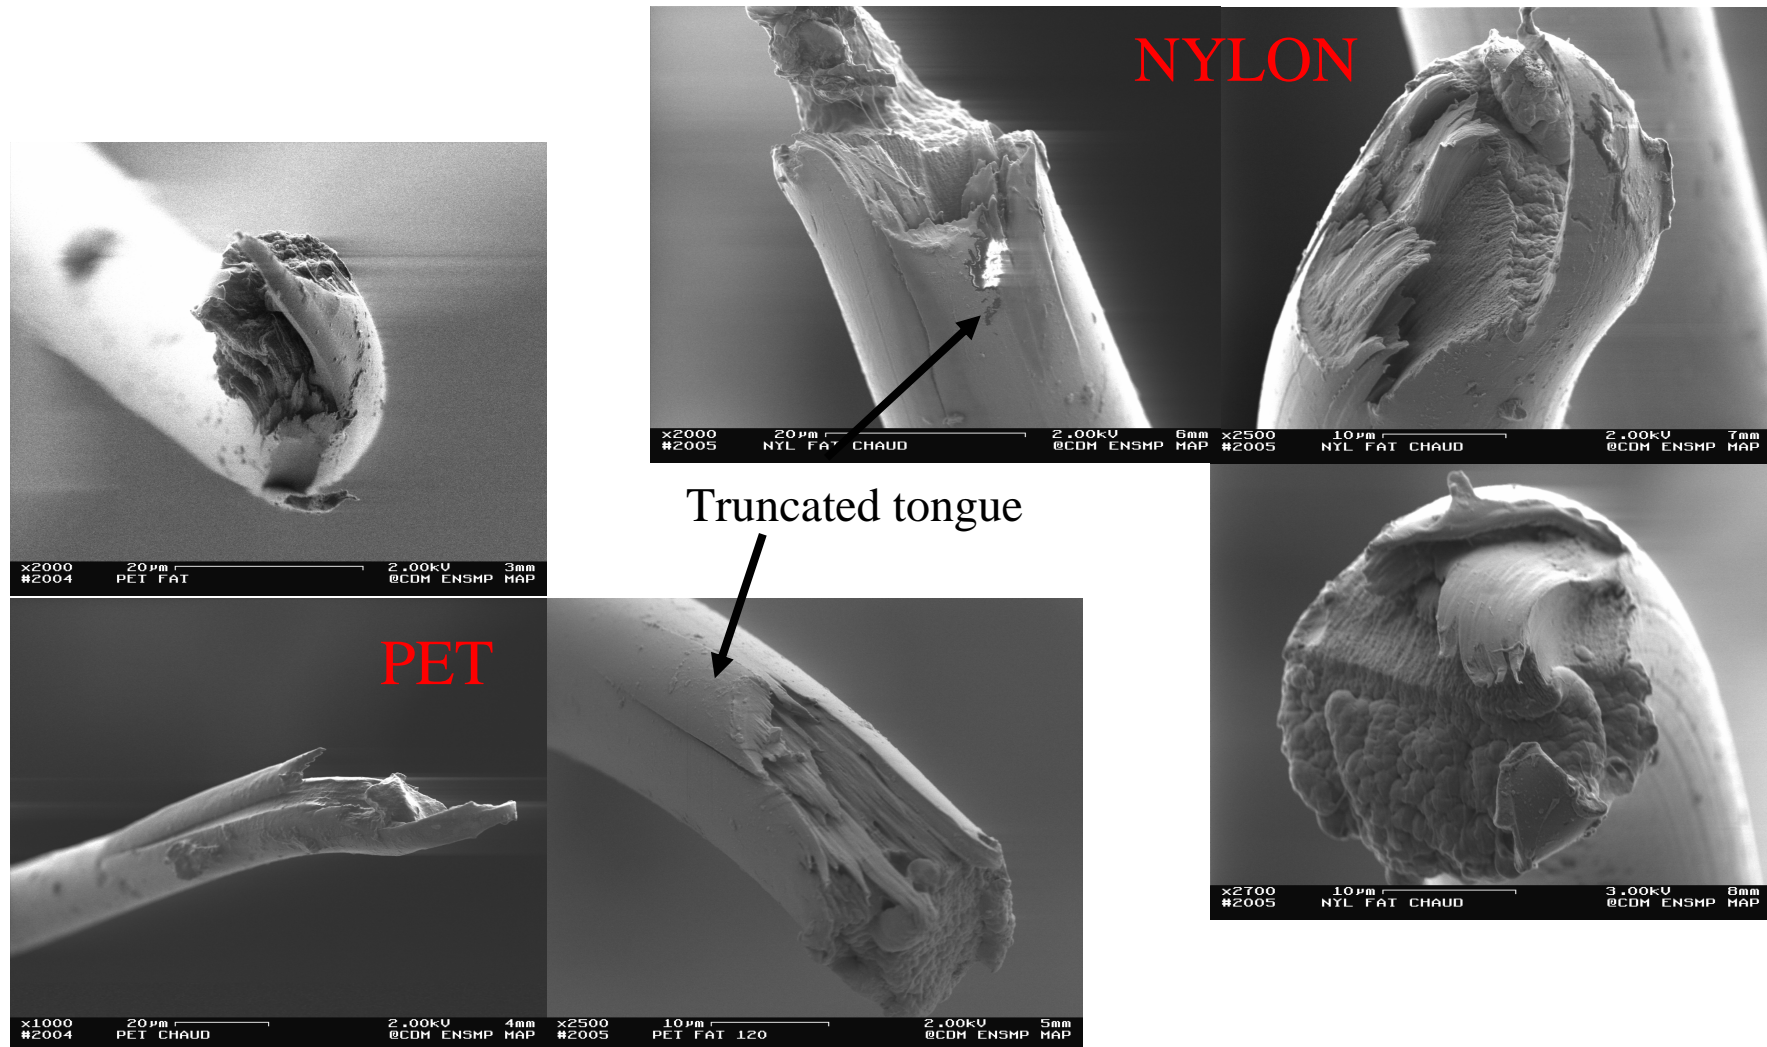 NYLON
x2000 20µm 2.00kV 6mm
#2005 NYL FAT CHAUD @CDM ENSMP MAP
x2500 10µm 2.00kV 7mm
#2005 NYL FAT CHAUD @CDM ENSMP MAP
Truncated tongue
x2000 20µm 2.00kV 3mm
#2004 PET FAT @CDM ENSMP MAP
PET
x2700 10µm 3.00kV 8mm
#2005 NYL FAT CHAUD @CDM ENSMP MAP
x1000 20µm 2.00kV 4mm
#2004 PET CHAUD @CDM ENSMP MAP
x2500 10µm 2.00kV 5mm
#2005 PET FAT 120 @CDM ENSMP MAP